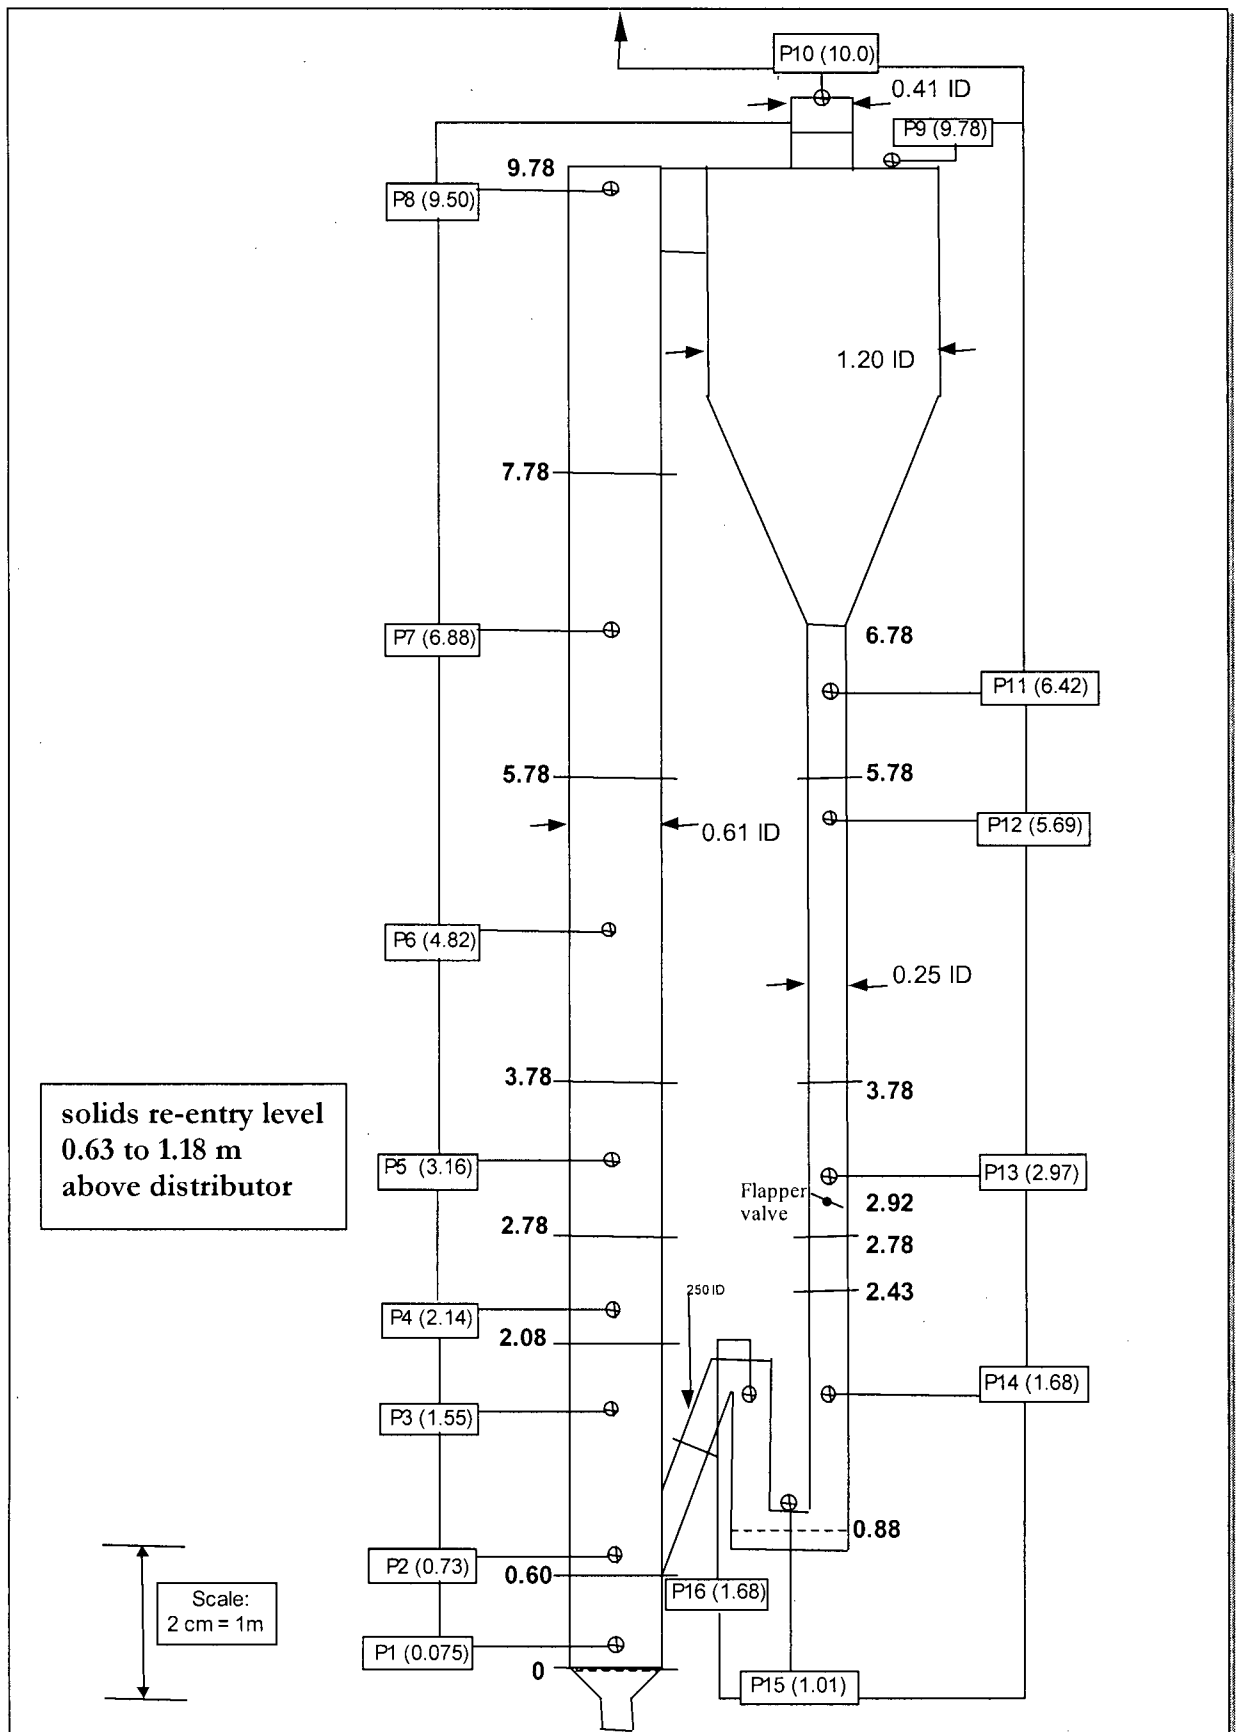 P10 (10.0)
0.41 ID
P9 (9.78)
9.78
P8 (9.50)
1.20 ID
7.78
P7 (6.88)
6.78
P11 (6.42)
5.78
5.78
P12 (5.69)
0.61 ID
P6 (4.82)
0.25 ID
3.78
3.78
solids re-entry level
0.63 to 1.18 m
above distributor
P5 (3.16)
P13 (2.97)
Flapper
valve
2.92
2.78
2.78
250 ID
2.43
P4 (2.14)
2.08
P14 (1.68)
P3 (1.55)
0.88
P2 (0.73)
0.60
P16 (1.68)
Scale:
2 cm = 1m
P1 (0.075)
0
P15 (1.01)